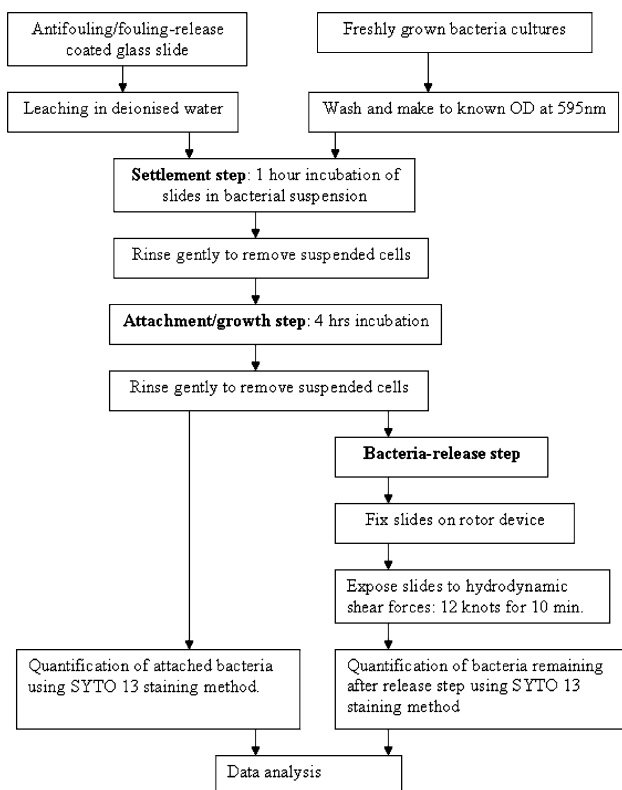 Antifouling/fouling-release
coated glass slide
Freshly grown bacteria cultures
Leaching in deionised water
Wash and make to known OD at 595nm
Settlement step: 1 hour incubation of
slides in bacterial suspension
Rinse gently to remove suspended cells
Attachment/growth step: 4 hrs incubation
Rinse gently to remove suspended cells
Bacteria-release step
Fix slides on rotor device
Expose slides to hydrodynamic
shear forces: 12 knots for 10 min.
Quantification of attached bacteria
using SYTO 13 staining method.
Quantification of bacteria remaining
after release step using SYTO 13
staining method
Data analysis